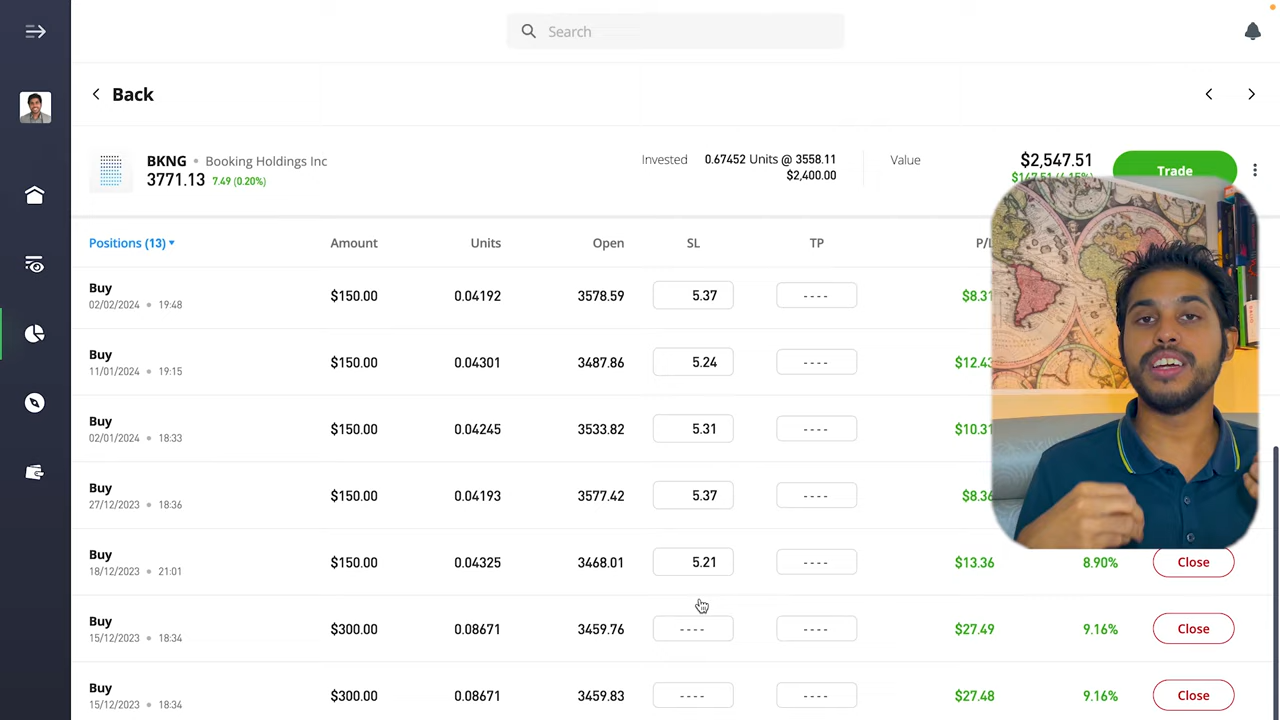 Search
Back
BKNG • Booking Holdings Inc
3771.13 7.49 (0.20%)
Invested 0.67452 Units @ 3558.11
$2,400.00
Value $2,547.51
$147.51 (4.15%)
Trade
Positions (13) Amount Units Open SL TP P/L
Buy
02/02/2024 • 19:48 $150.00 0.04192 3578.59 5.37 ---- $8.31
Buy
11/01/2024 • 19:15 $150.00 0.04301 3487.86 5.24 ---- $12.43
Buy
02/01/2024 • 18:33 $150.00 0.04245 3533.82 5.31 ---- $10.31
Buy
27/12/2023 • 18:36 $150.00 0.04193 3577.42 5.37 ---- $8.36
Buy
18/12/2023 • 21:01 $150.00 0.04325 3468.01 5.21 ---- $13.36 8.90% Close
Buy
15/12/2023 • 18:34 $300.00 0.08671 3459.76 ---- ---- $27.49 9.16% Close
Buy
15/12/2023 • 18:34 $300.00 0.08671 3459.83 ---- ---- $27.48 9.16% Close